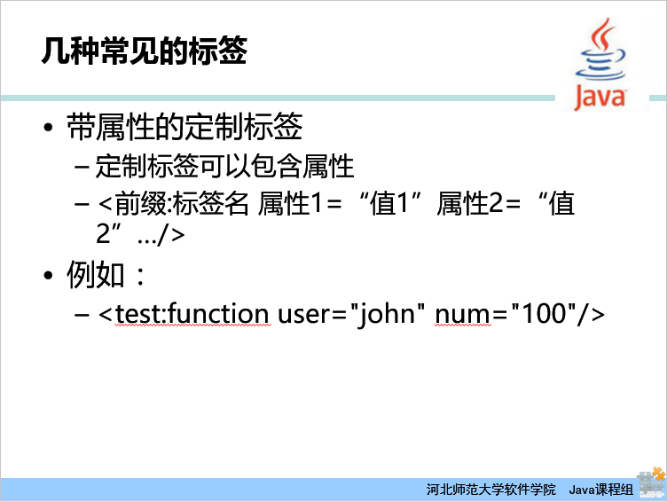 几种常见的标签
Java
• 带属性的定制标签
– 定制标签可以包含属性
– <前缀:标签名 属性1=“值1”属性2=“值
2”…/>
• 例如：
– <test:function user="john" num="100"/>
河北师范大学软件学院 Java课程组